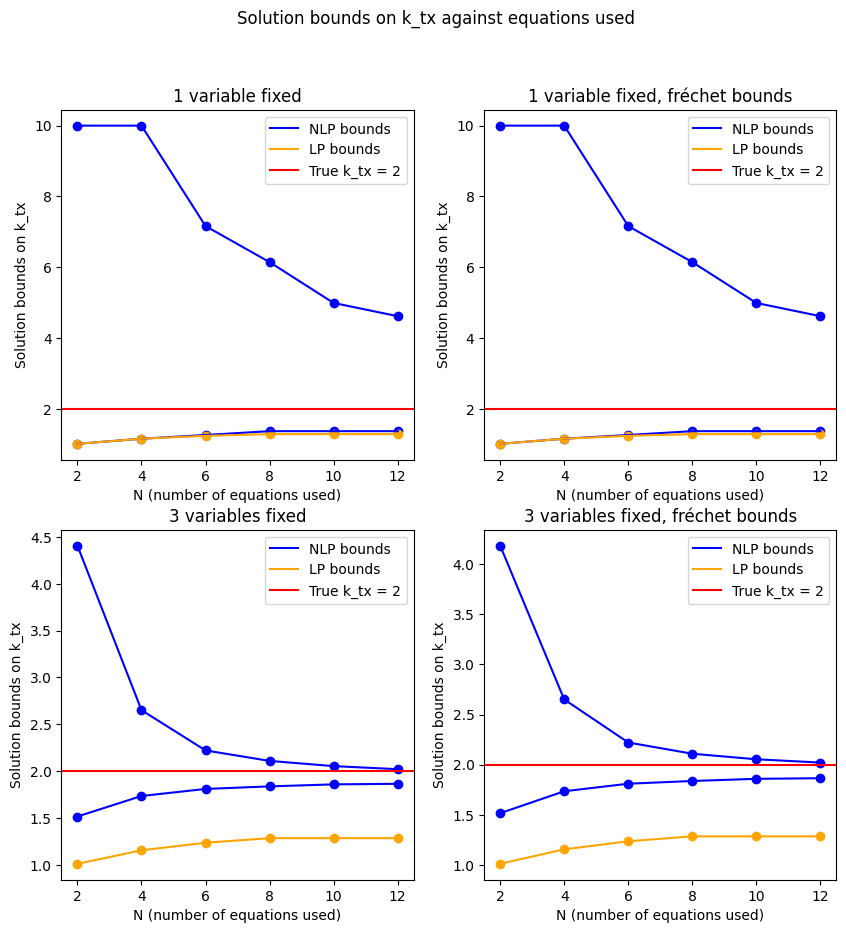 Solution bounds on k_tx against equations used
1 variable fixed
Solution bounds on k_tx
10
8
6
4
2
NLP bounds
LP bounds
True k_tx = 2
2 4 6 8 10 12
N (number of equations used)
1 variable fixed, fréchet bounds
Solution bounds on k_tx
10
8
6
4
2
NLP bounds
LP bounds
True k_tx = 2
2 4 6 8 10 12
N (number of equations used)
3 variables fixed
Solution bounds on k_tx
4.5
4.0
3.5
3.0
2.5
2.0
1.5
1.0
NLP bounds
LP bounds
True k_tx = 2
2 4 6 8 10 12
N (number of equations used)
3 variables fixed, fréchet bounds
Solution bounds on k_tx
4.0
3.5
3.0
2.5
2.0
1.5
1.0
NLP bounds
LP bounds
True k_tx = 2
2 4 6 8 10 12
N (number of equations used)